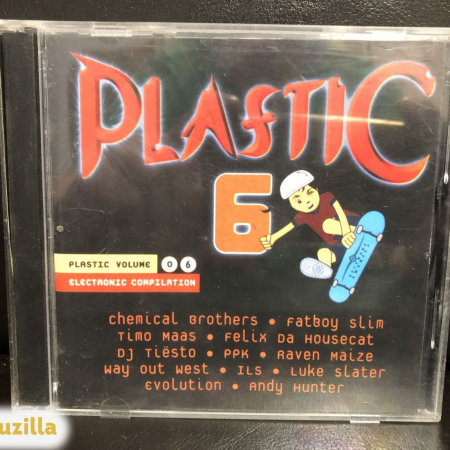 PLASTIC
6
PLASTIC VOLUME 0 6
ELECTRONIC COMPILATION
Chemical Brothers • Fatboy Slim
Timo Maas • Felix Da Housecat
DJ Tiësto • PPK • Raven Maize
Way Out West • ILS • Luke Slater
Evolution • Andy Hunter
uzilla